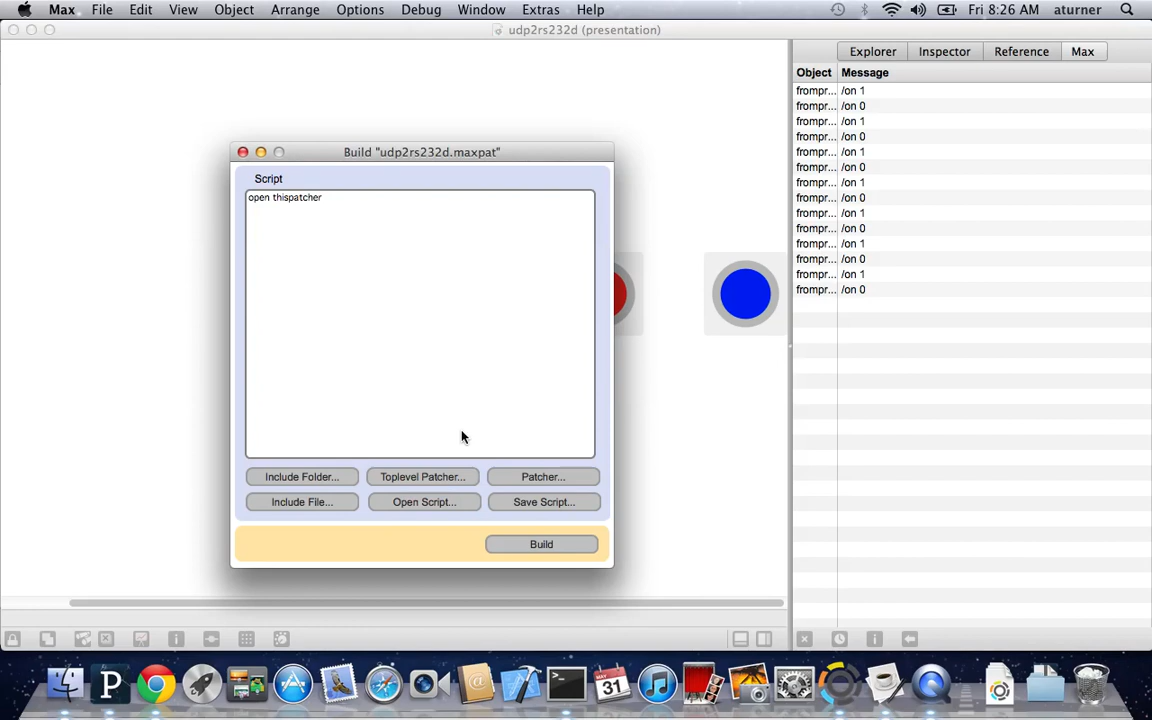 Max File Edit View Object Arrange Options Debug Window Extras Help Fri 8:26 AM aturner
udp2rs232d (presentation)
Explorer Inspector Reference Max
Object Message
frompr... /on 1
frompr... /on 0
frompr... /on 1
frompr... /on 0
frompr... /on 1
frompr... /on 0
frompr... /on 1
frompr... /on 0
frompr... /on 1
frompr... /on 0
frompr... /on 1
frompr... /on 0
frompr... /on 1
frompr... /on 0
Build "udp2rs232d.maxpat"
Script
open thispatcher
Include Folder... Toplevel Patcher... Patcher...
Include File... Open Script... Save Script...
Build
P
MAY
31
>_